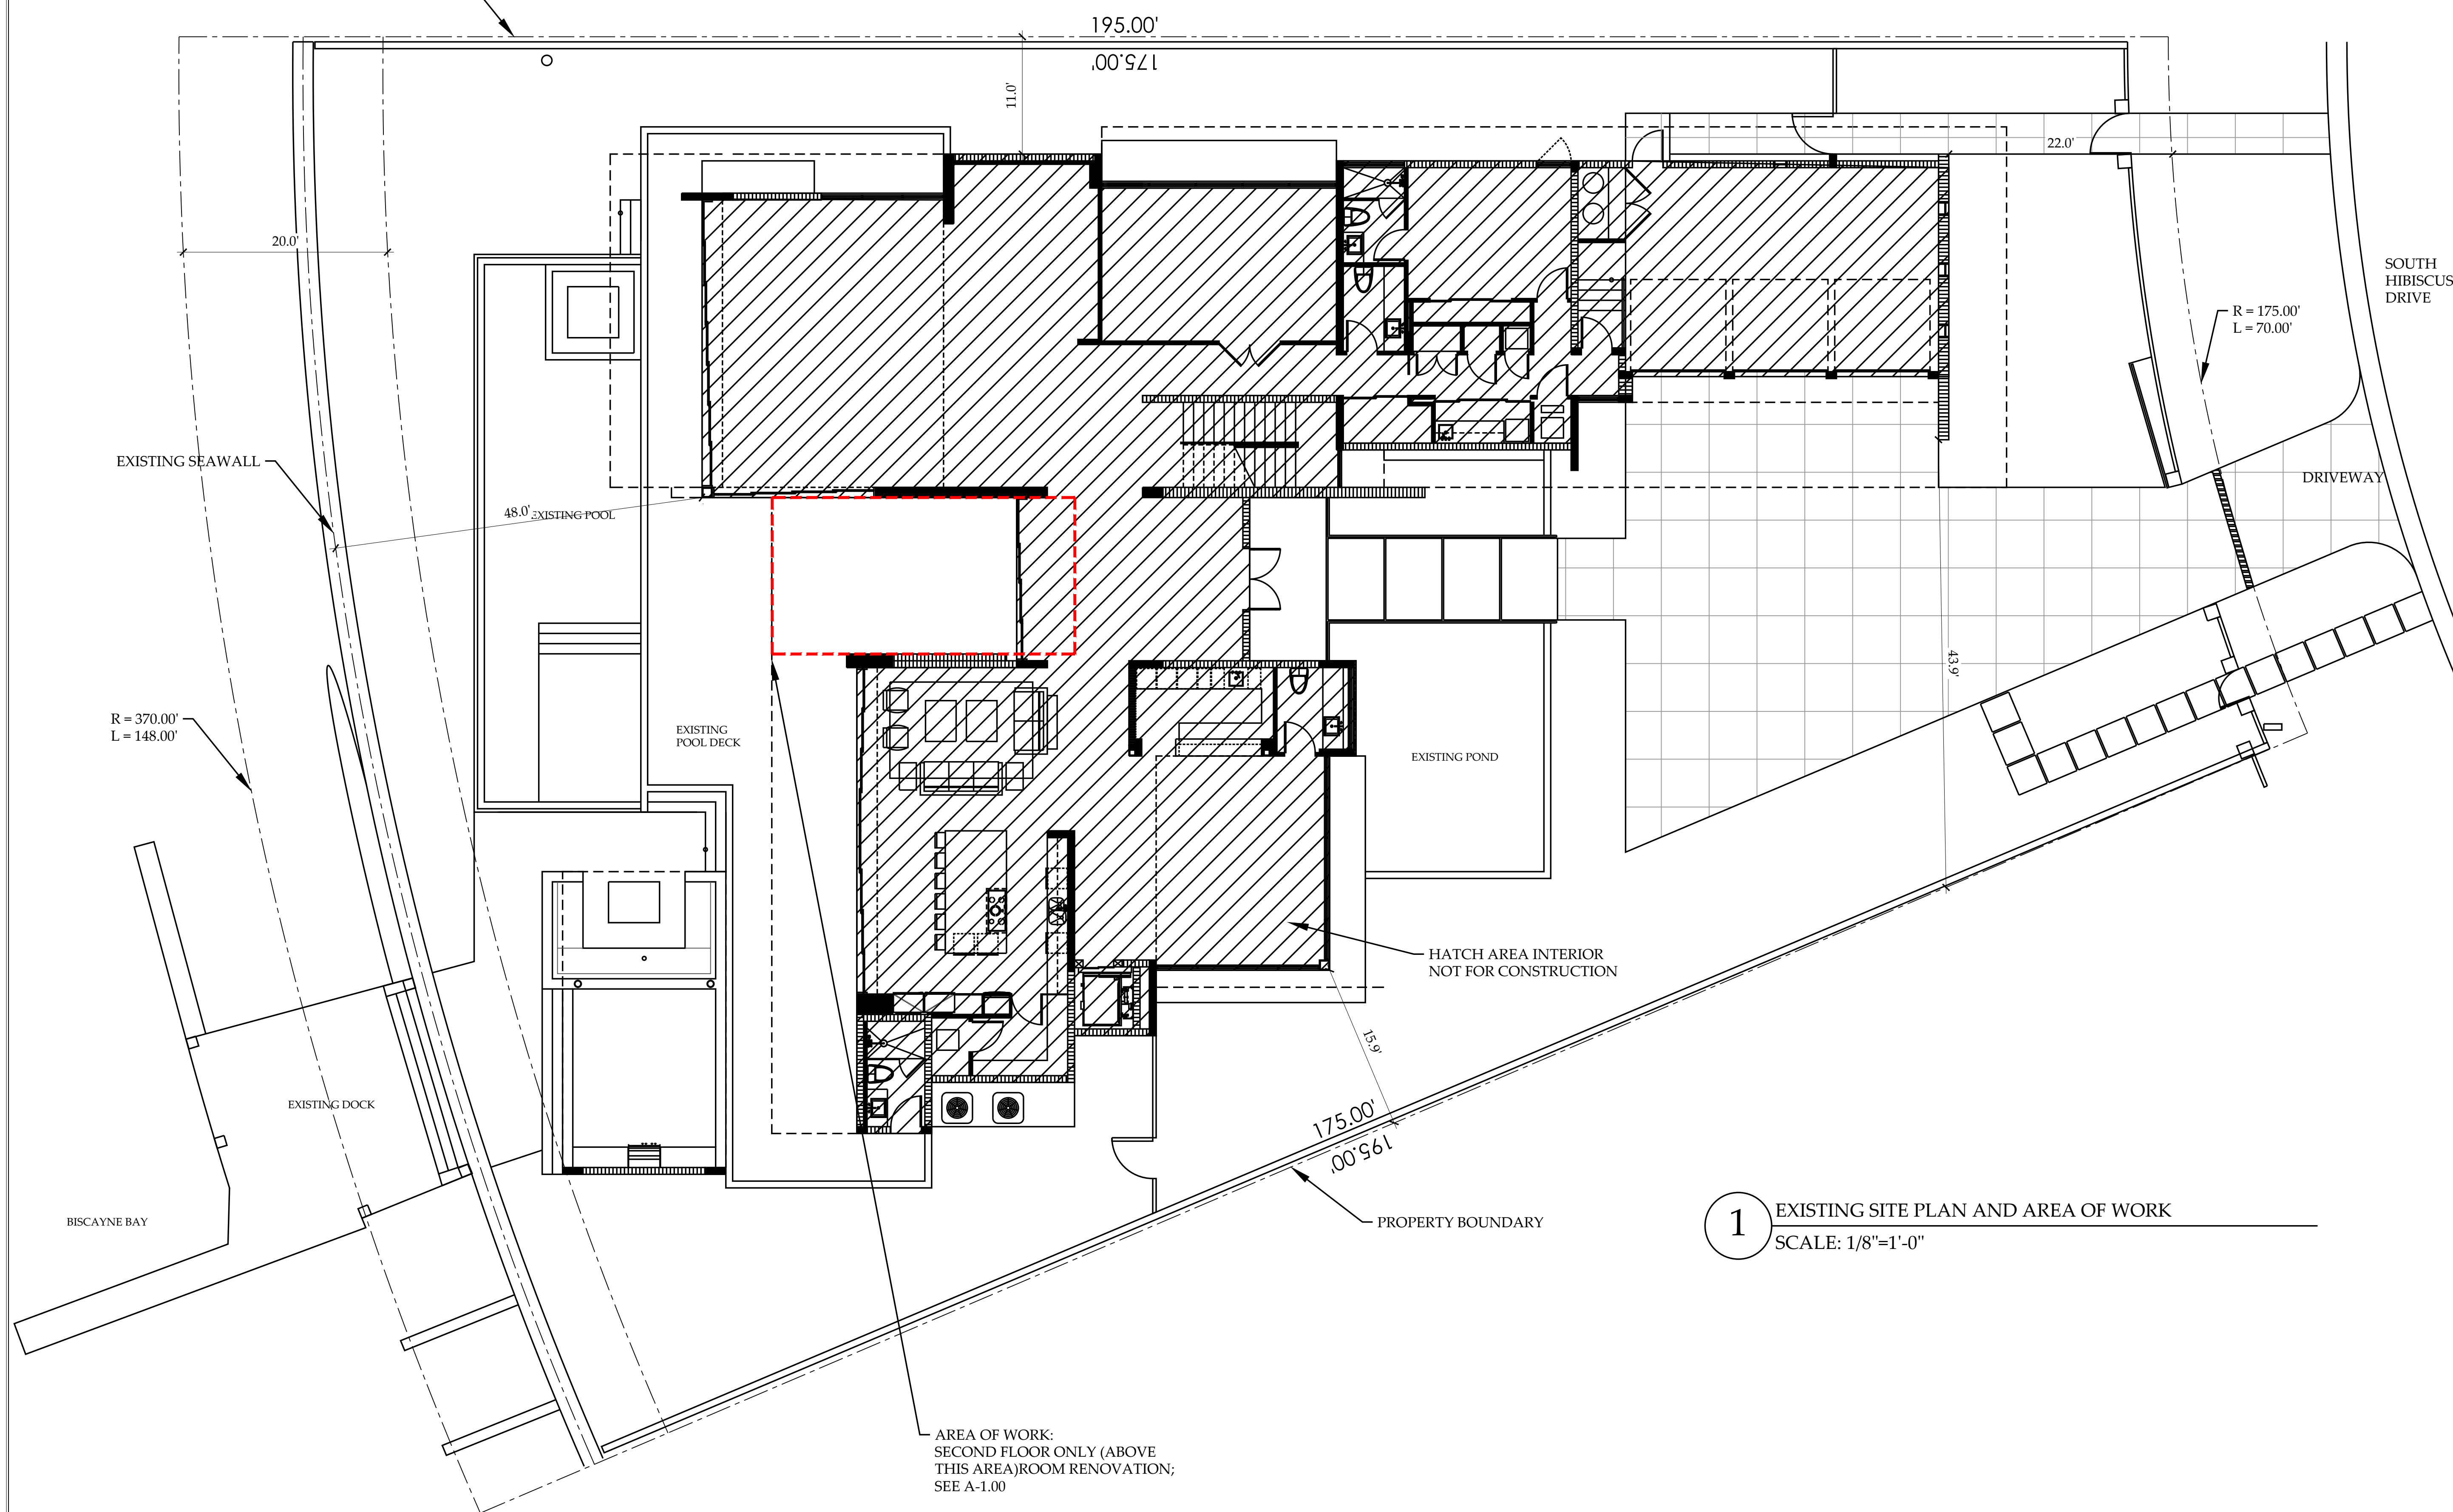 195.00'
175.00'
11.0'
22.0'
20.0'
SOUTH
HIBISCUS
DRIVE
R = 175.00'
L = 70.00'
EXISTING SEAWALL
DRIVEWAY
48.0'
EXISTING POOL
43.9'
R = 370.00'
L = 148.00'
EXISTING
POOL DECK
EXISTING POND
HATCH AREA INTERIOR
NOT FOR CONSTRUCTION
15.9'
EXISTING DOCK
175.00'
195.00'
BISCAYNE BAY
PROPERTY BOUNDARY
1
EXISTING SITE PLAN AND AREA OF WORK
SCALE: 1/8"=1'-0"
AREA OF WORK:
SECOND FLOOR ONLY (ABOVE
THIS AREA)ROOM RENOVATION;
SEE A-1.00